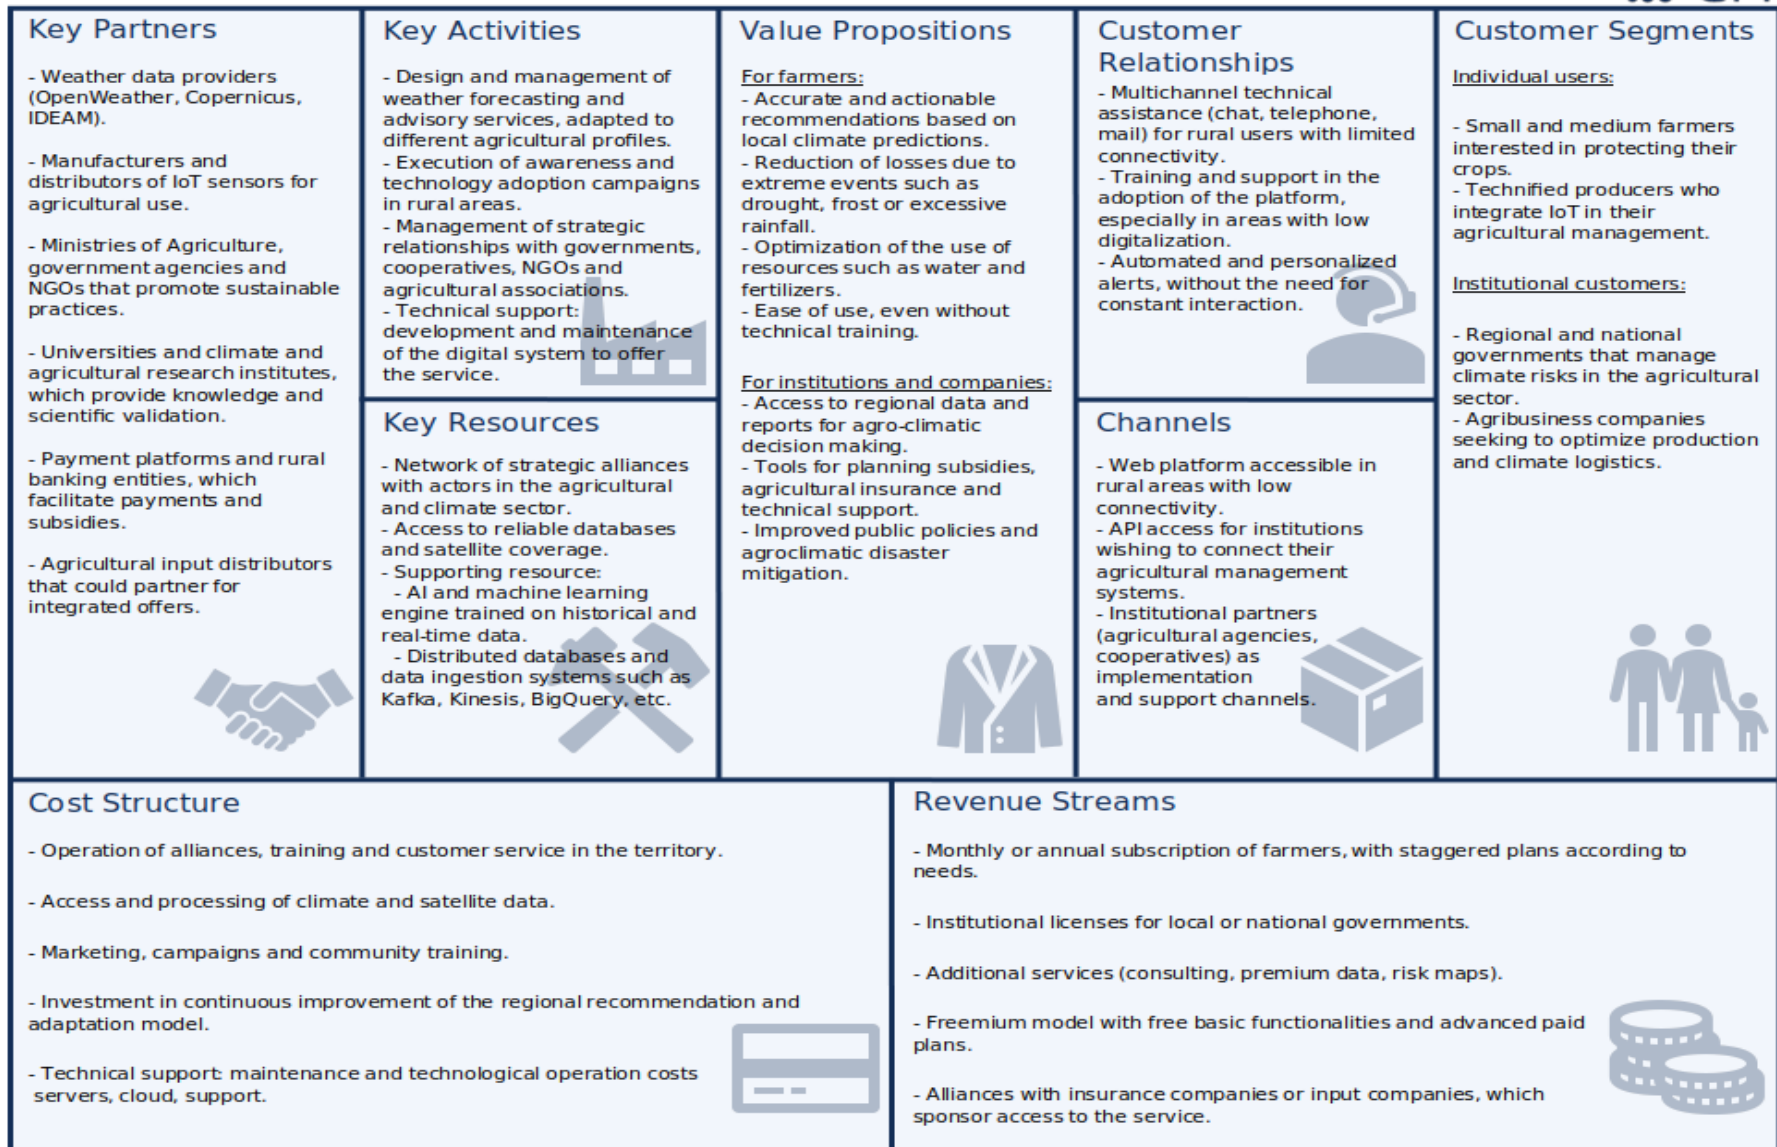 Key Partners
- Weather data providers
(OpenWeather, Copernicus,
IDEAM).
- Manufacturers and
distributors of IoT sensors for
agricultural use.
- Ministries of Agriculture,
government agencies and
NGOs that promote sustainable
practices.
- Universities and climate and
agricultural research institutes,
which provide knowledge and
scientific validation.
- Payment platforms and rural
banking entities, which
facilitate payments and
subsidies.
- Agricultural input distributors
that could partner for
integrated offers.
Key Activities
- Design and management of
weather forecasting and
advisory services, adapted to
different agricultural profiles.
- Execution of awareness and
technology adoption campaigns
in rural areas.
- Management of strategic
relationships with governments,
cooperatives, NGOs and
agricultural associations.
- Technical support:
development and maintenance
of the digital system to offer
the service.
Key Resources
- Network of strategic alliances
with actors in the agricultural
and climate sector.
- Access to reliable databases
and satellite coverage.
- Supporting resource:
- AI and machine learning
engine trained on historical and
real-time data.
- Distributed databases and
data ingestion systems such as
Kafka, Kinesis, BigQuery, etc.
Value Propositions
For farmers:
- Accurate and actionable
recommendations based on
local climate predictions.
- Reduction of losses due to
extreme events such as
drought, frost or excessive
rainfall.
- Optimization of the use of
resources such as water and
fertilizers.
- Ease of use, even without
technical training.
For institutions and companies:
- Access to regional data and
reports for agro-climatic
decision making.
- Tools for planning subsidies,
agricultural insurance and
technical support.
- Improved public policies and
agroclimatic disaster
mitigation.
Customer
Relationships
- Multichannel technical
assistance (chat, telephone,
mail) for rural users with limited
connectivity.
- Training and support in the
adoption of the platform,
especially in areas with low
digitalization.
- Automated and personalized
alerts, without the need for
constant interaction.
Channels
- Web platform accessible in
rural areas with low
connectivity.
- API access for institutions
wishing to connect their
agricultural management
systems.
- Institutional partners
(agricultural agencies,
cooperatives) as
implementation
and support channels.
Customer Segments
Individual users:
- Small and medium farmers
interested in protecting their
crops.
- Technified producers who
integrate IoT in their
agricultural management.
Institutional customers:
- Regional and national
governments that manage
climate risks in the agricultural
sector.
- Agribusiness companies
seeking to optimize production
and climate logistics.
Cost Structure
- Operation of alliances, training and customer service in the territory.
- Access and processing of climate and satellite data.
- Marketing, campaigns and community training.
- Investment in continuous improvement of the regional recommendation and
adaptation model.
- Technical support: maintenance and technological operation costs
servers, cloud, support.
Revenue Streams
- Monthly or annual subscription of farmers, with staggered plans according to
needs.
- Institutional licenses for local or national governments.
- Additional services (consulting, premium data, risk maps).
- Freemium model with free basic functionalities and advanced paid
plans.
- Alliances with insurance companies or input companies, which
sponsor access to the service.